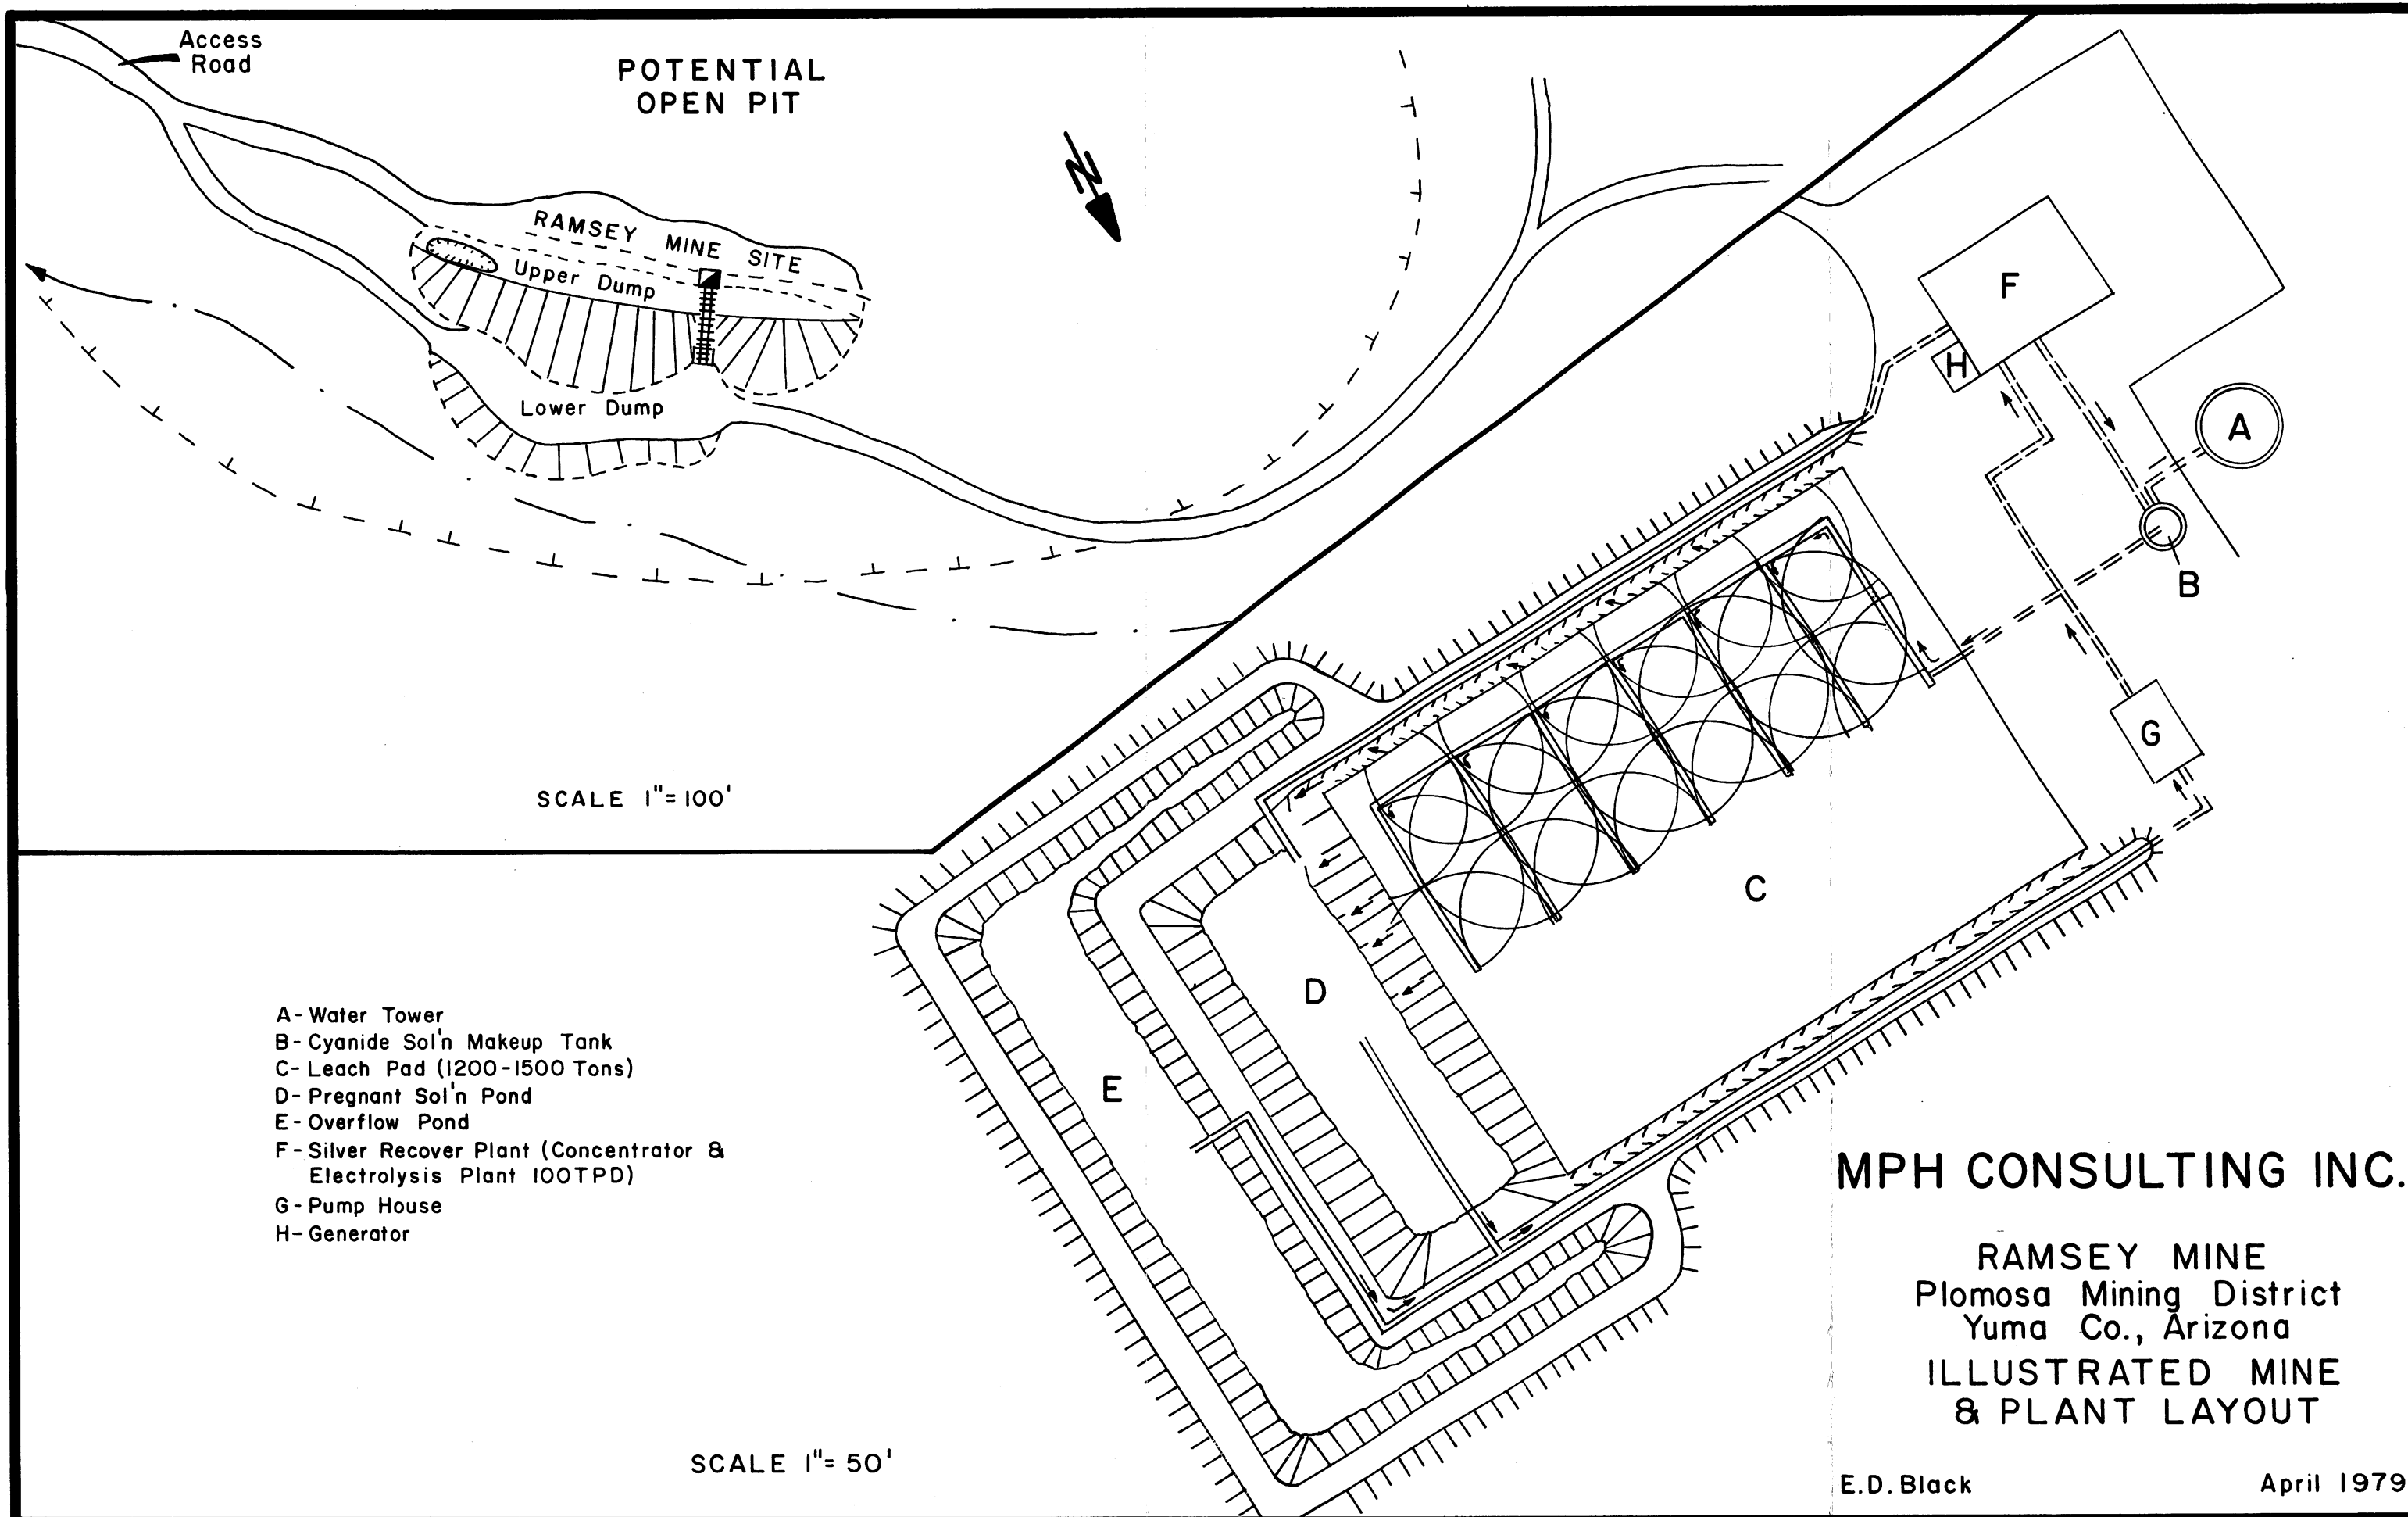 Access
Road
POTENTIAL
OPEN PIT
N
RAMSEY MINE SITE
Upper Dump
Lower Dump
SCALE 1"=100'
F
H
A
B
G
C
D
E
A- Water Tower
B- Cyanide Sol'n Makeup Tank
C- Leach Pad (1200-1500 Tons)
D- Pregnant Sol'n Pond
E- Overflow Pond
F- Silver Recover Plant (Concentrator &
Electrolysis Plant 100TPD)
G- Pump House
H- Generator
SCALE 1"= 50'
MPH CONSULTING INC.
RAMSEY MINE
Plomosa Mining District
Yuma Co., Arizona
ILLUSTRATED MINE
& PLANT LAYOUT
E.D. Black April 1979